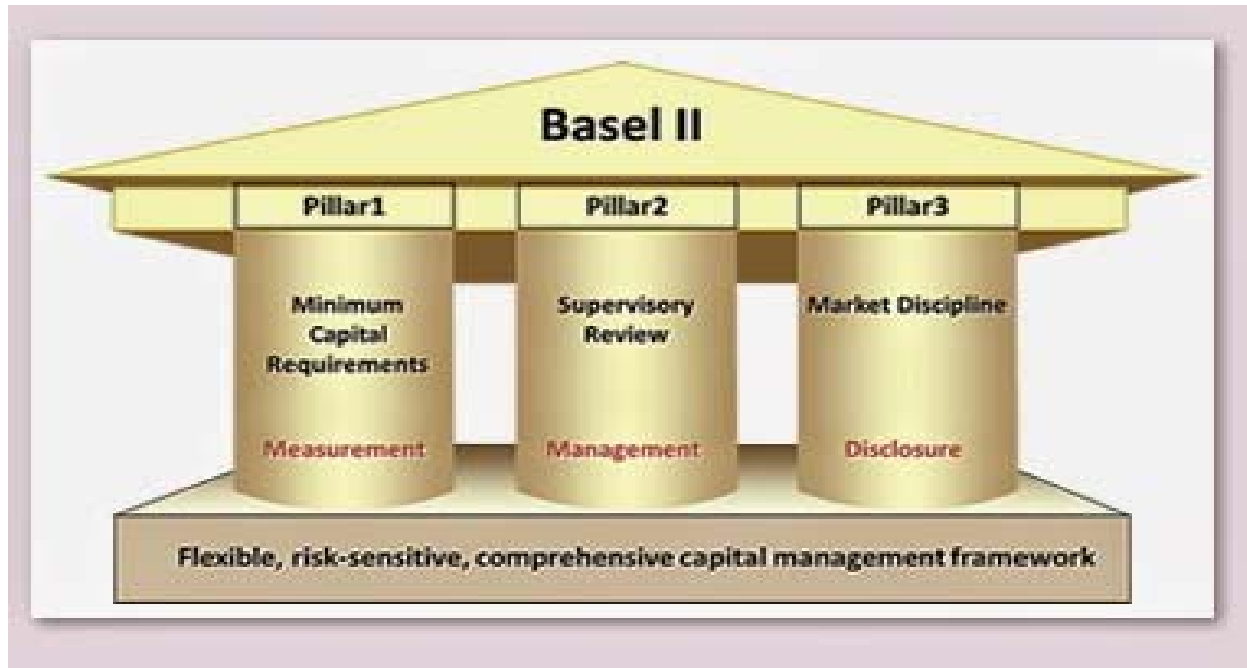 Basel II
Pillar1
Pillar2
Pillar3
Minimum
Capital
Requirements
Measurement
Supervisory
Review
Management
Market Discipline
Disclosure
Flexible, risk-sensitive, comprehensive capital management framework